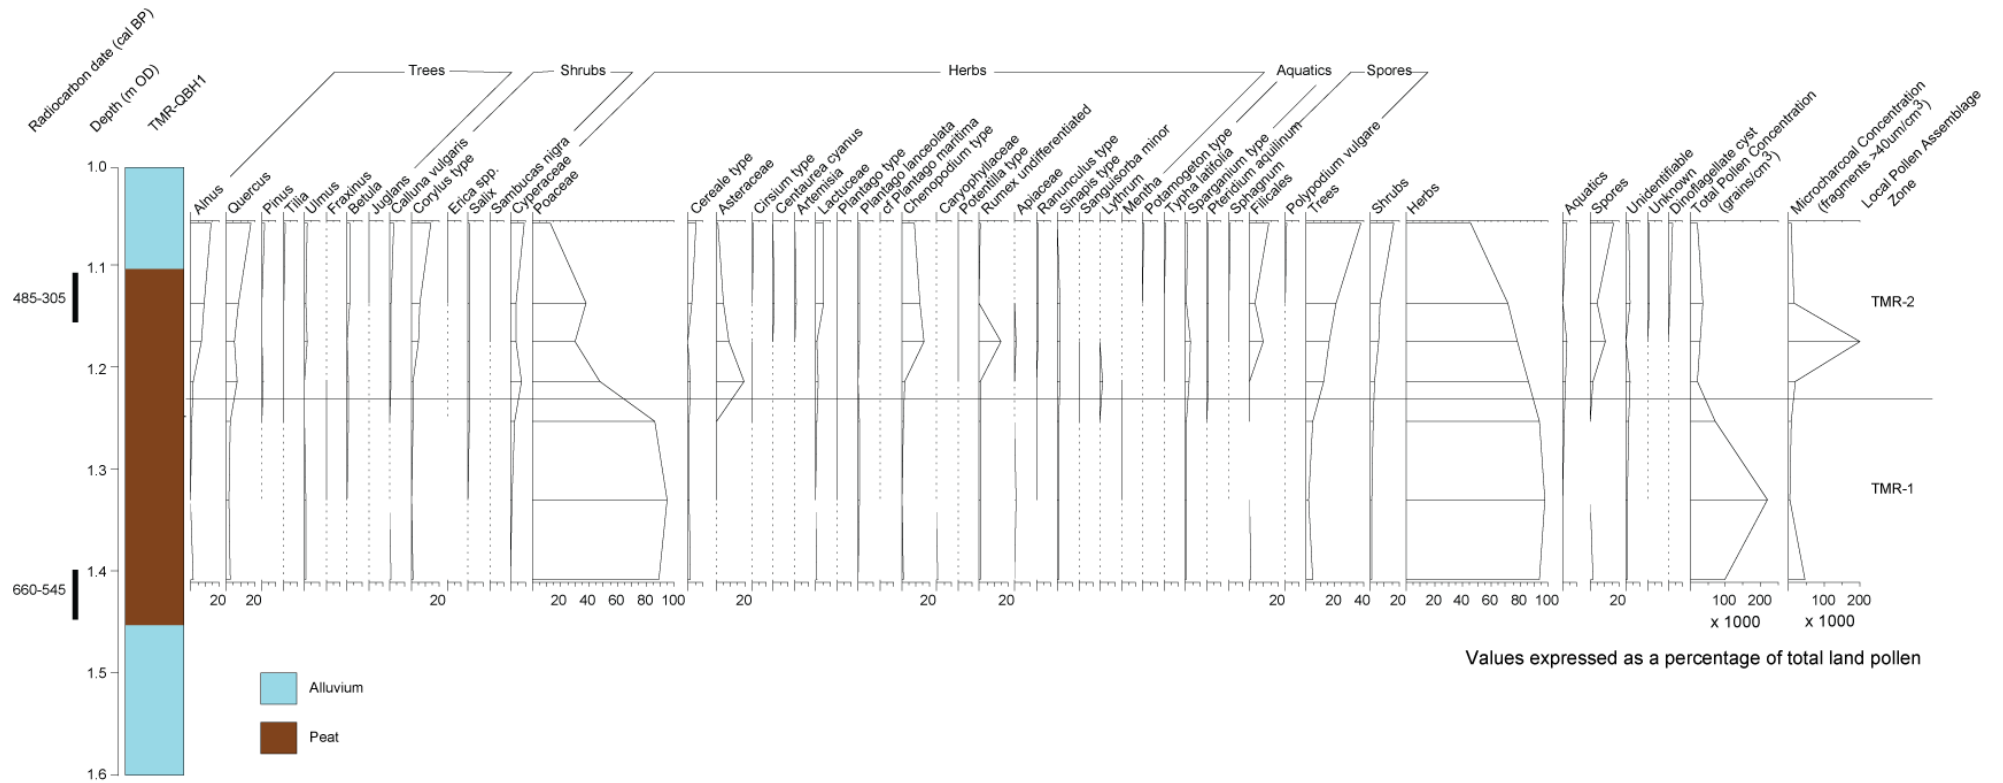 Radiocarbon date (cal BP)
Depth (m OD)
TMR-QBH1
Trees
Shrubs
Herbs
Aquatics
Spores
Alnus
Quercus
Pinus
Tilia
Ulmus
Fraxinus
Betula
Juglans
Calluna vulgaris
Corylus type
Erica spp.
Salix
Sambucas nigra
Cyperaceae
Poaceae
Cereale type
Asteraceae
Cirsium type
Centaurea cyanus
Artemisia
Lactuceae
Plantago type
Plantago lanceolata
cf Plantago maritima
Chenopodium type
Caryophyllaceae
Potentilla type
Rumex undifferentiated
Apiaceae
Ranunculus type
Sinapis type
Sanguisorba minor
Lythrum
Mentha
Potamogeton type
Typha latifolia
Sparganium type
Pteridium aquilinum
Sphagnum
Filicales
Polypodium vulgare
Trees
Shrubs
Herbs
Aquatics
Spores
Unidentifiable
Unknown
Dinoflagellate cyst
Total Pollen Concentration
(grains/cm3)
Microcharcoal Concentration
(fragments >40um/cm3)
Local Pollen Assemblage
Zone
1.0
1.1
485-305
TMR-2
1.2
1.3
TMR-1
1.4
660-545
20 20 20 20 40 60 80 100 20 20 20 20 20 40 20 20 40 60 80 100 20 100 200 100 200
x 1000 x 1000
Values expressed as a percentage of total land pollen
1.5
Alluvium
Peat
1.6